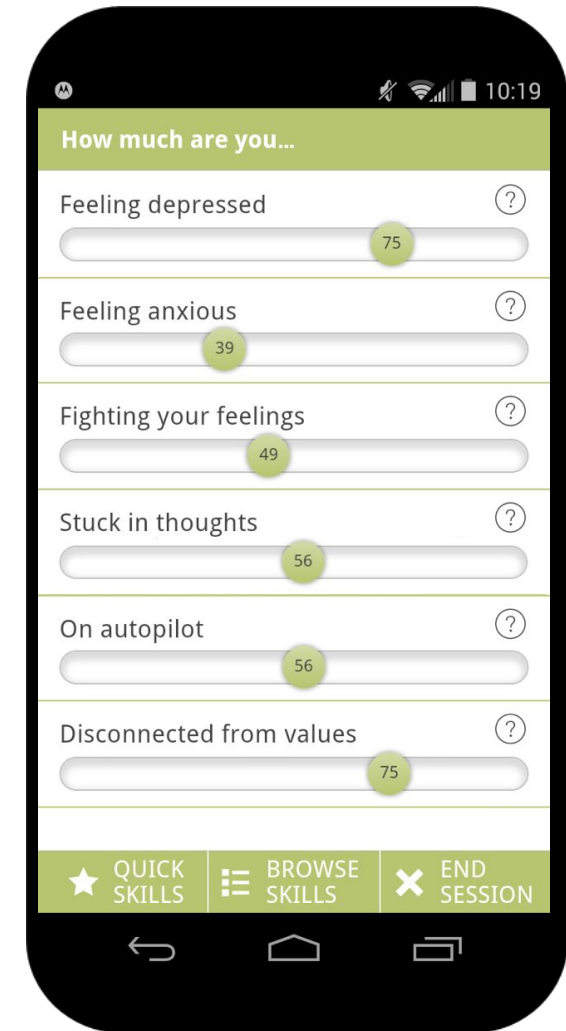 10:19
How much are you...
Feeling depressed
?
75
Feeling anxious
?
39
Fighting your feelings
?
49
Stuck in thoughts
?
56
On autopilot
?
56
Disconnected from values
?
75
QUICK
SKILLS
BROWSE
SKILLS
END
SESSION